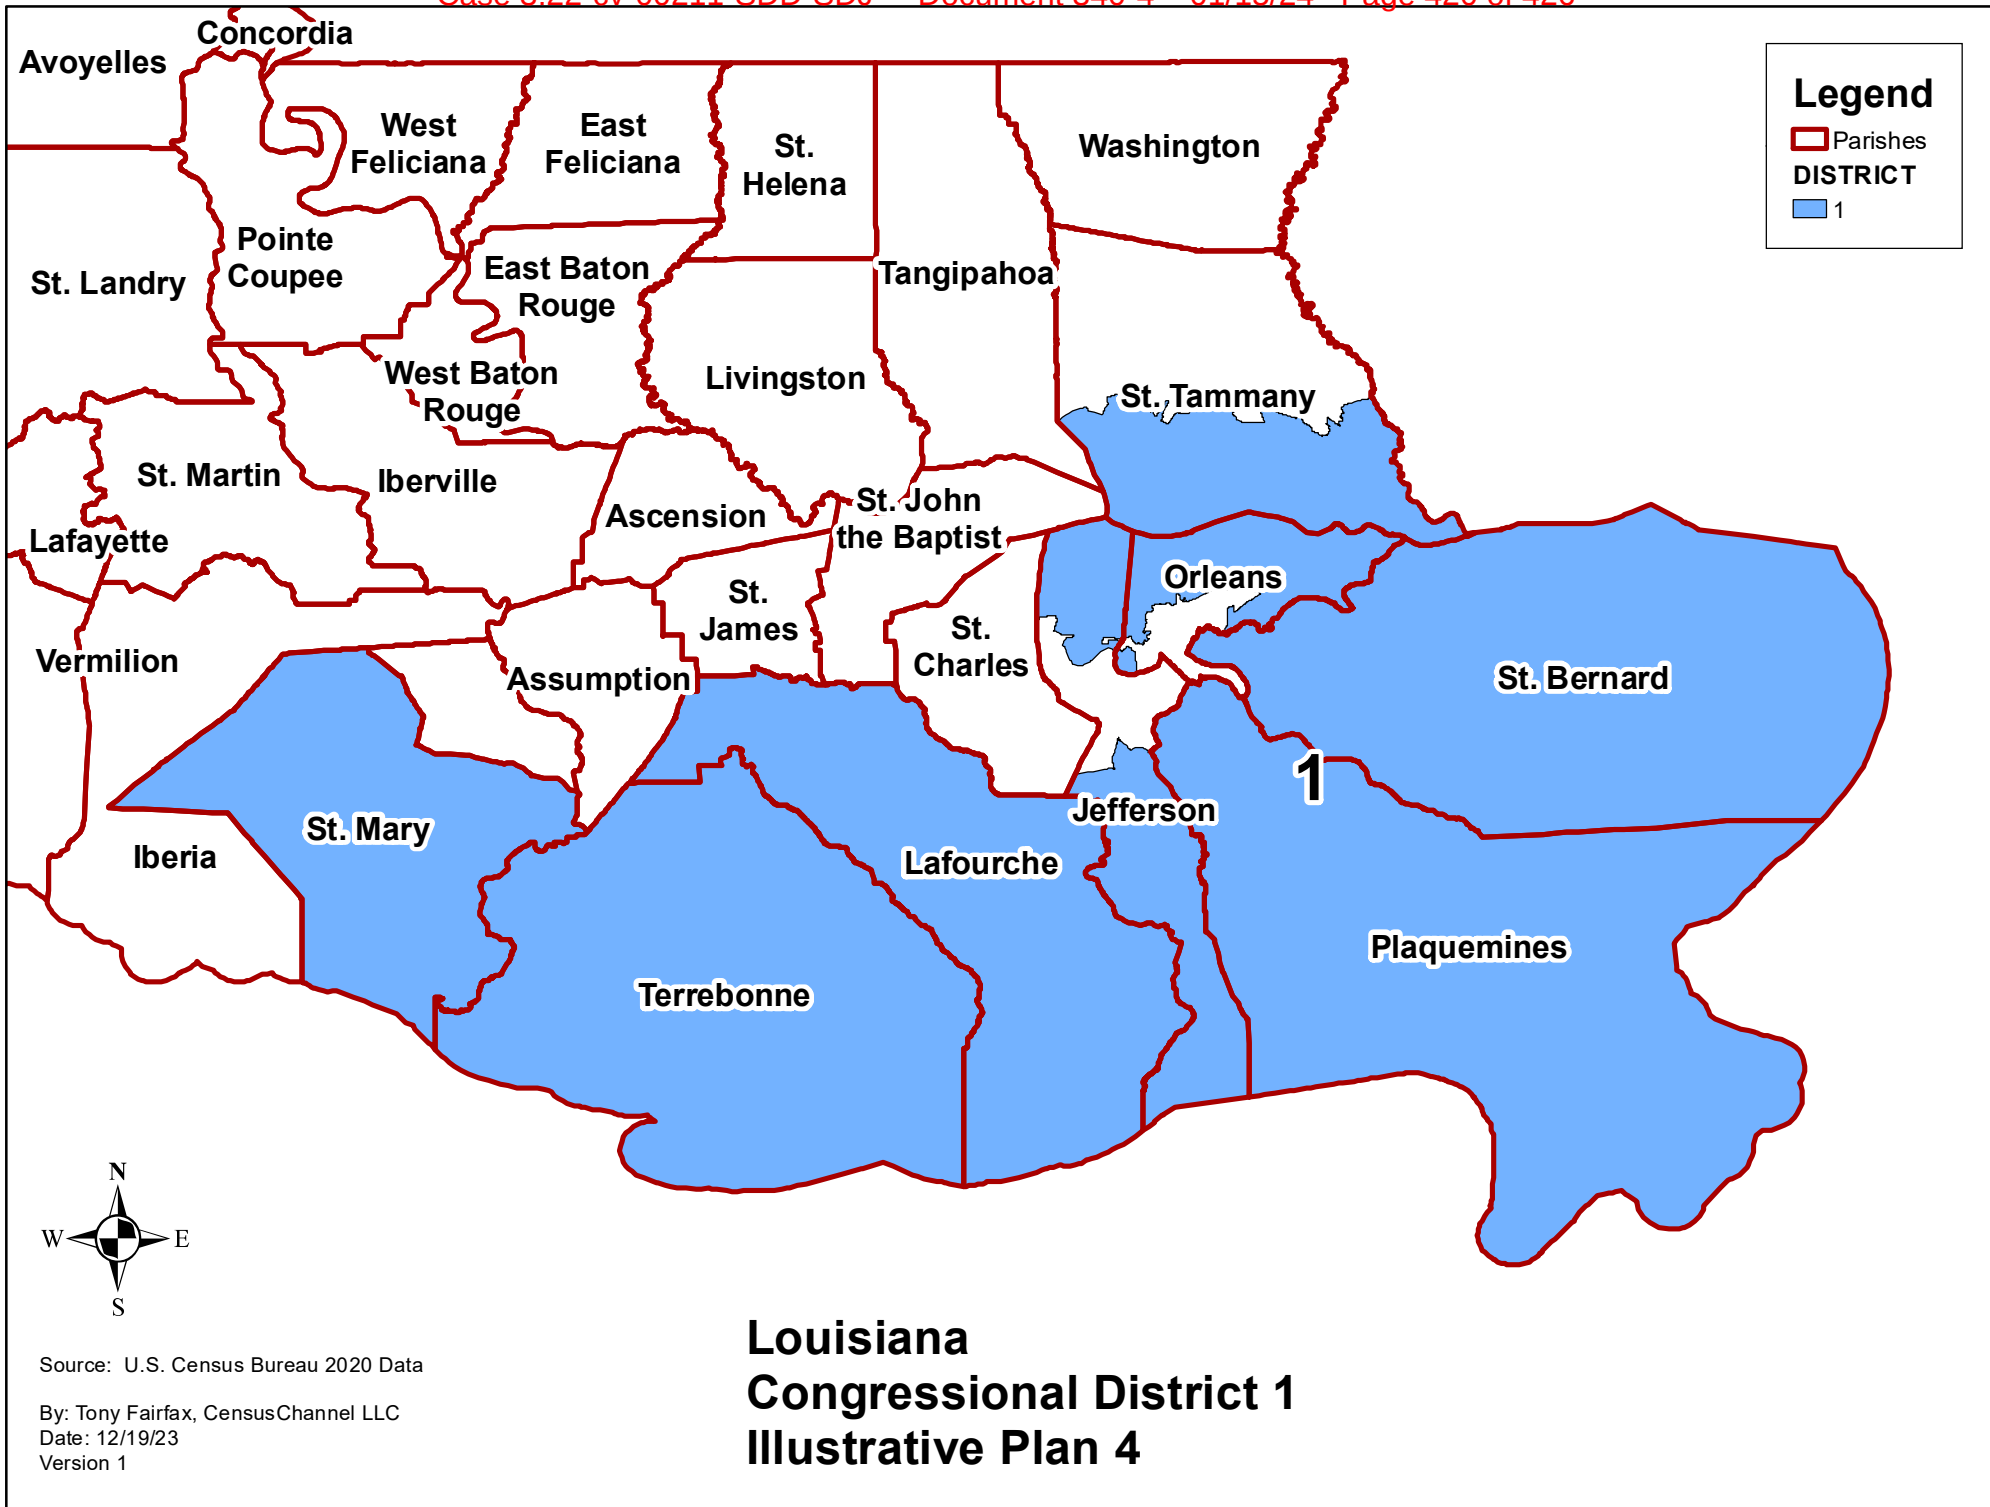 Concordia
Avoyelles
West
Feliciana
East
Feliciana
St.
Helena
Washington
Legend
Parishes
DISTRICT
1
Pointe
Coupee
St. Landry
East Baton
Rouge
Tangipahoa
West Baton
Rouge
Livingston
St. Tammany
St. Martin
Iberville
Ascension
St. John
the Baptist
Lafayette
St.
James
Orleans
St.
Charles
Vermilion
Assumption
St. Bernard
1
St. Mary
Iberia
Jefferson
Lafourche
Plaquemines
Terrebonne
N
W E
S
Source: U.S. Census Bureau 2020 Data
By: Tony Fairfax, CensusChannel LLC
Date: 12/19/23
Version 1
Louisiana
Congressional District 1
Illustrative Plan 4